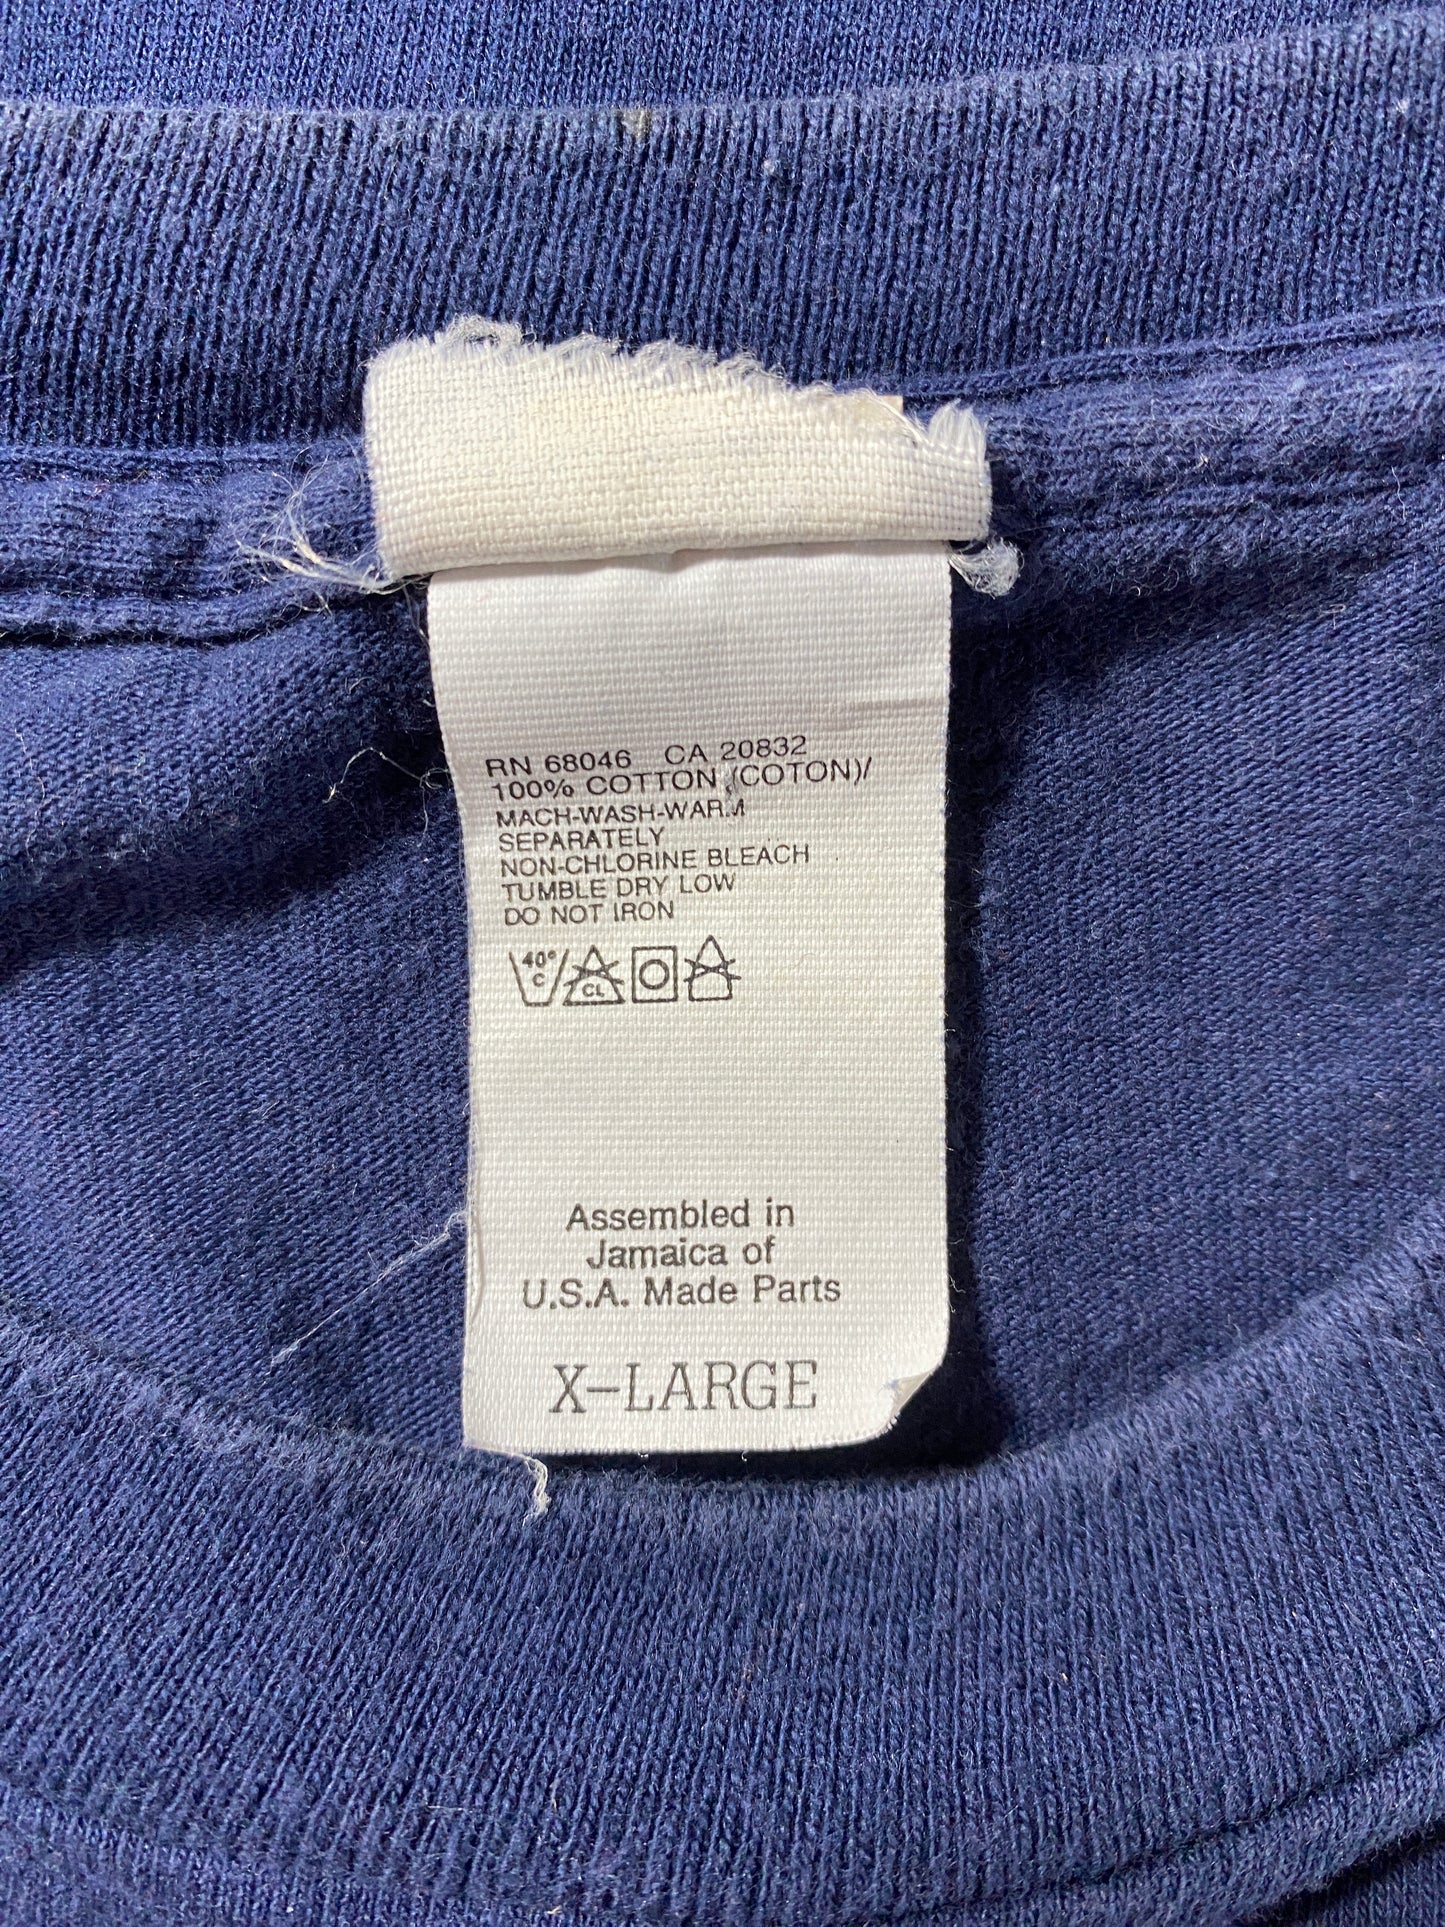 RN 68046 CA 20832
100% COTTON (COTON)/
MACH-WASH-WARM
SEPARATELY
NON-CHLORINE BLEACH
TUMBLE DRY LOW
DO NOT IRON
40° C CL
Assembled in
Jamaica of
U.S.A. Made Parts
X-LARGE